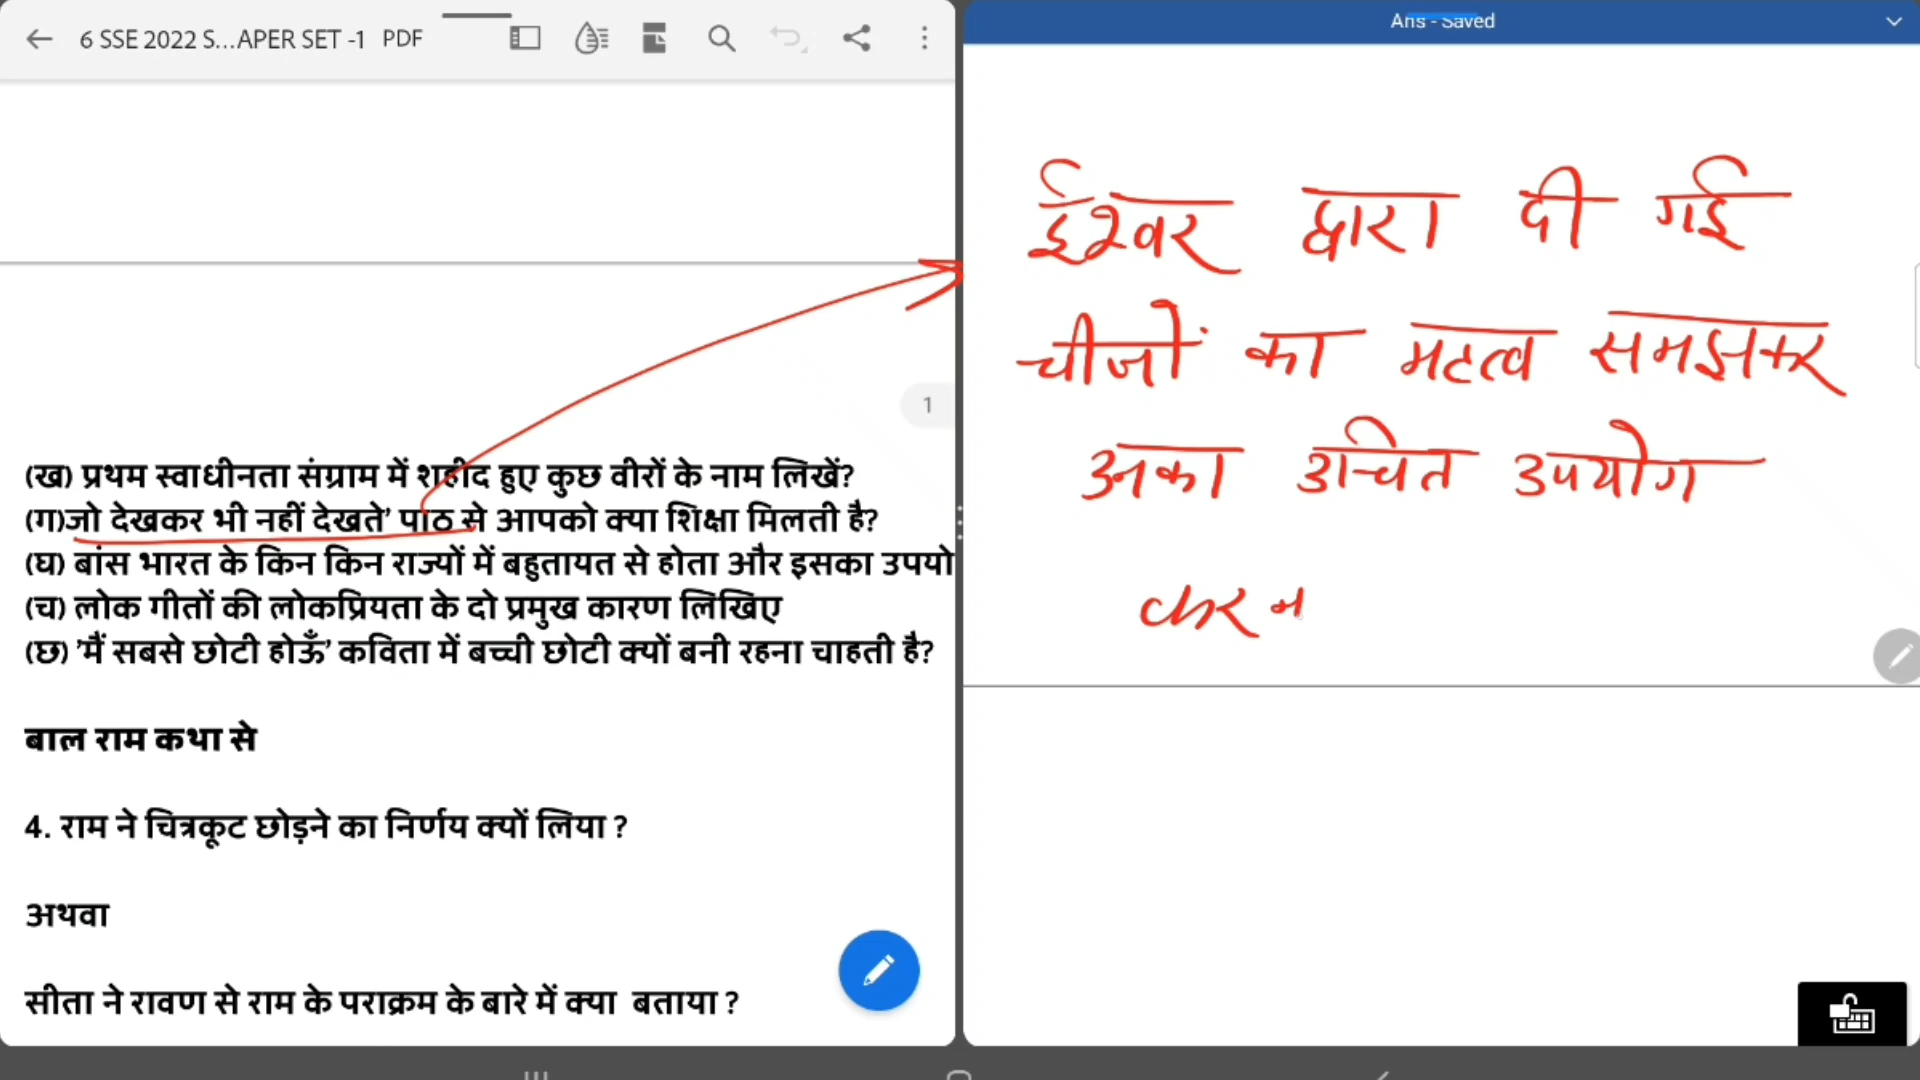 6 SSE 2022 S...APER SET -1 PDF
1
(ख) प्रथम स्वाधीनता संग्राम में शहीद हुए कुछ वीरों के नाम लिखें?
(ग)जो देखकर भी नहीं देखते' पाठ से आपको क्या शिक्षा मिलती है?
(घ) बांस भारत के किन किन राज्यों में बहुतायत से होता और इसका उपयो
(च) लोक गीतों की लोकप्रियता के दो प्रमुख कारण लिखिए
(छ) 'मैं सबसे छोटी होऊँ' कविता में बच्ची छोटी क्यों बनी रहना चाहती है?
बाल राम कथा से
4. राम ने चित्रकूट छोड़ने का निर्णय क्यों लिया ?
अथवा
सीता ने रावण से राम के पराक्रम के बारे में क्या बताया ?
Ans - Saved
ईश्वर द्वारा दी गई
चीजों का महत्व समझकर
उचित उपयोग